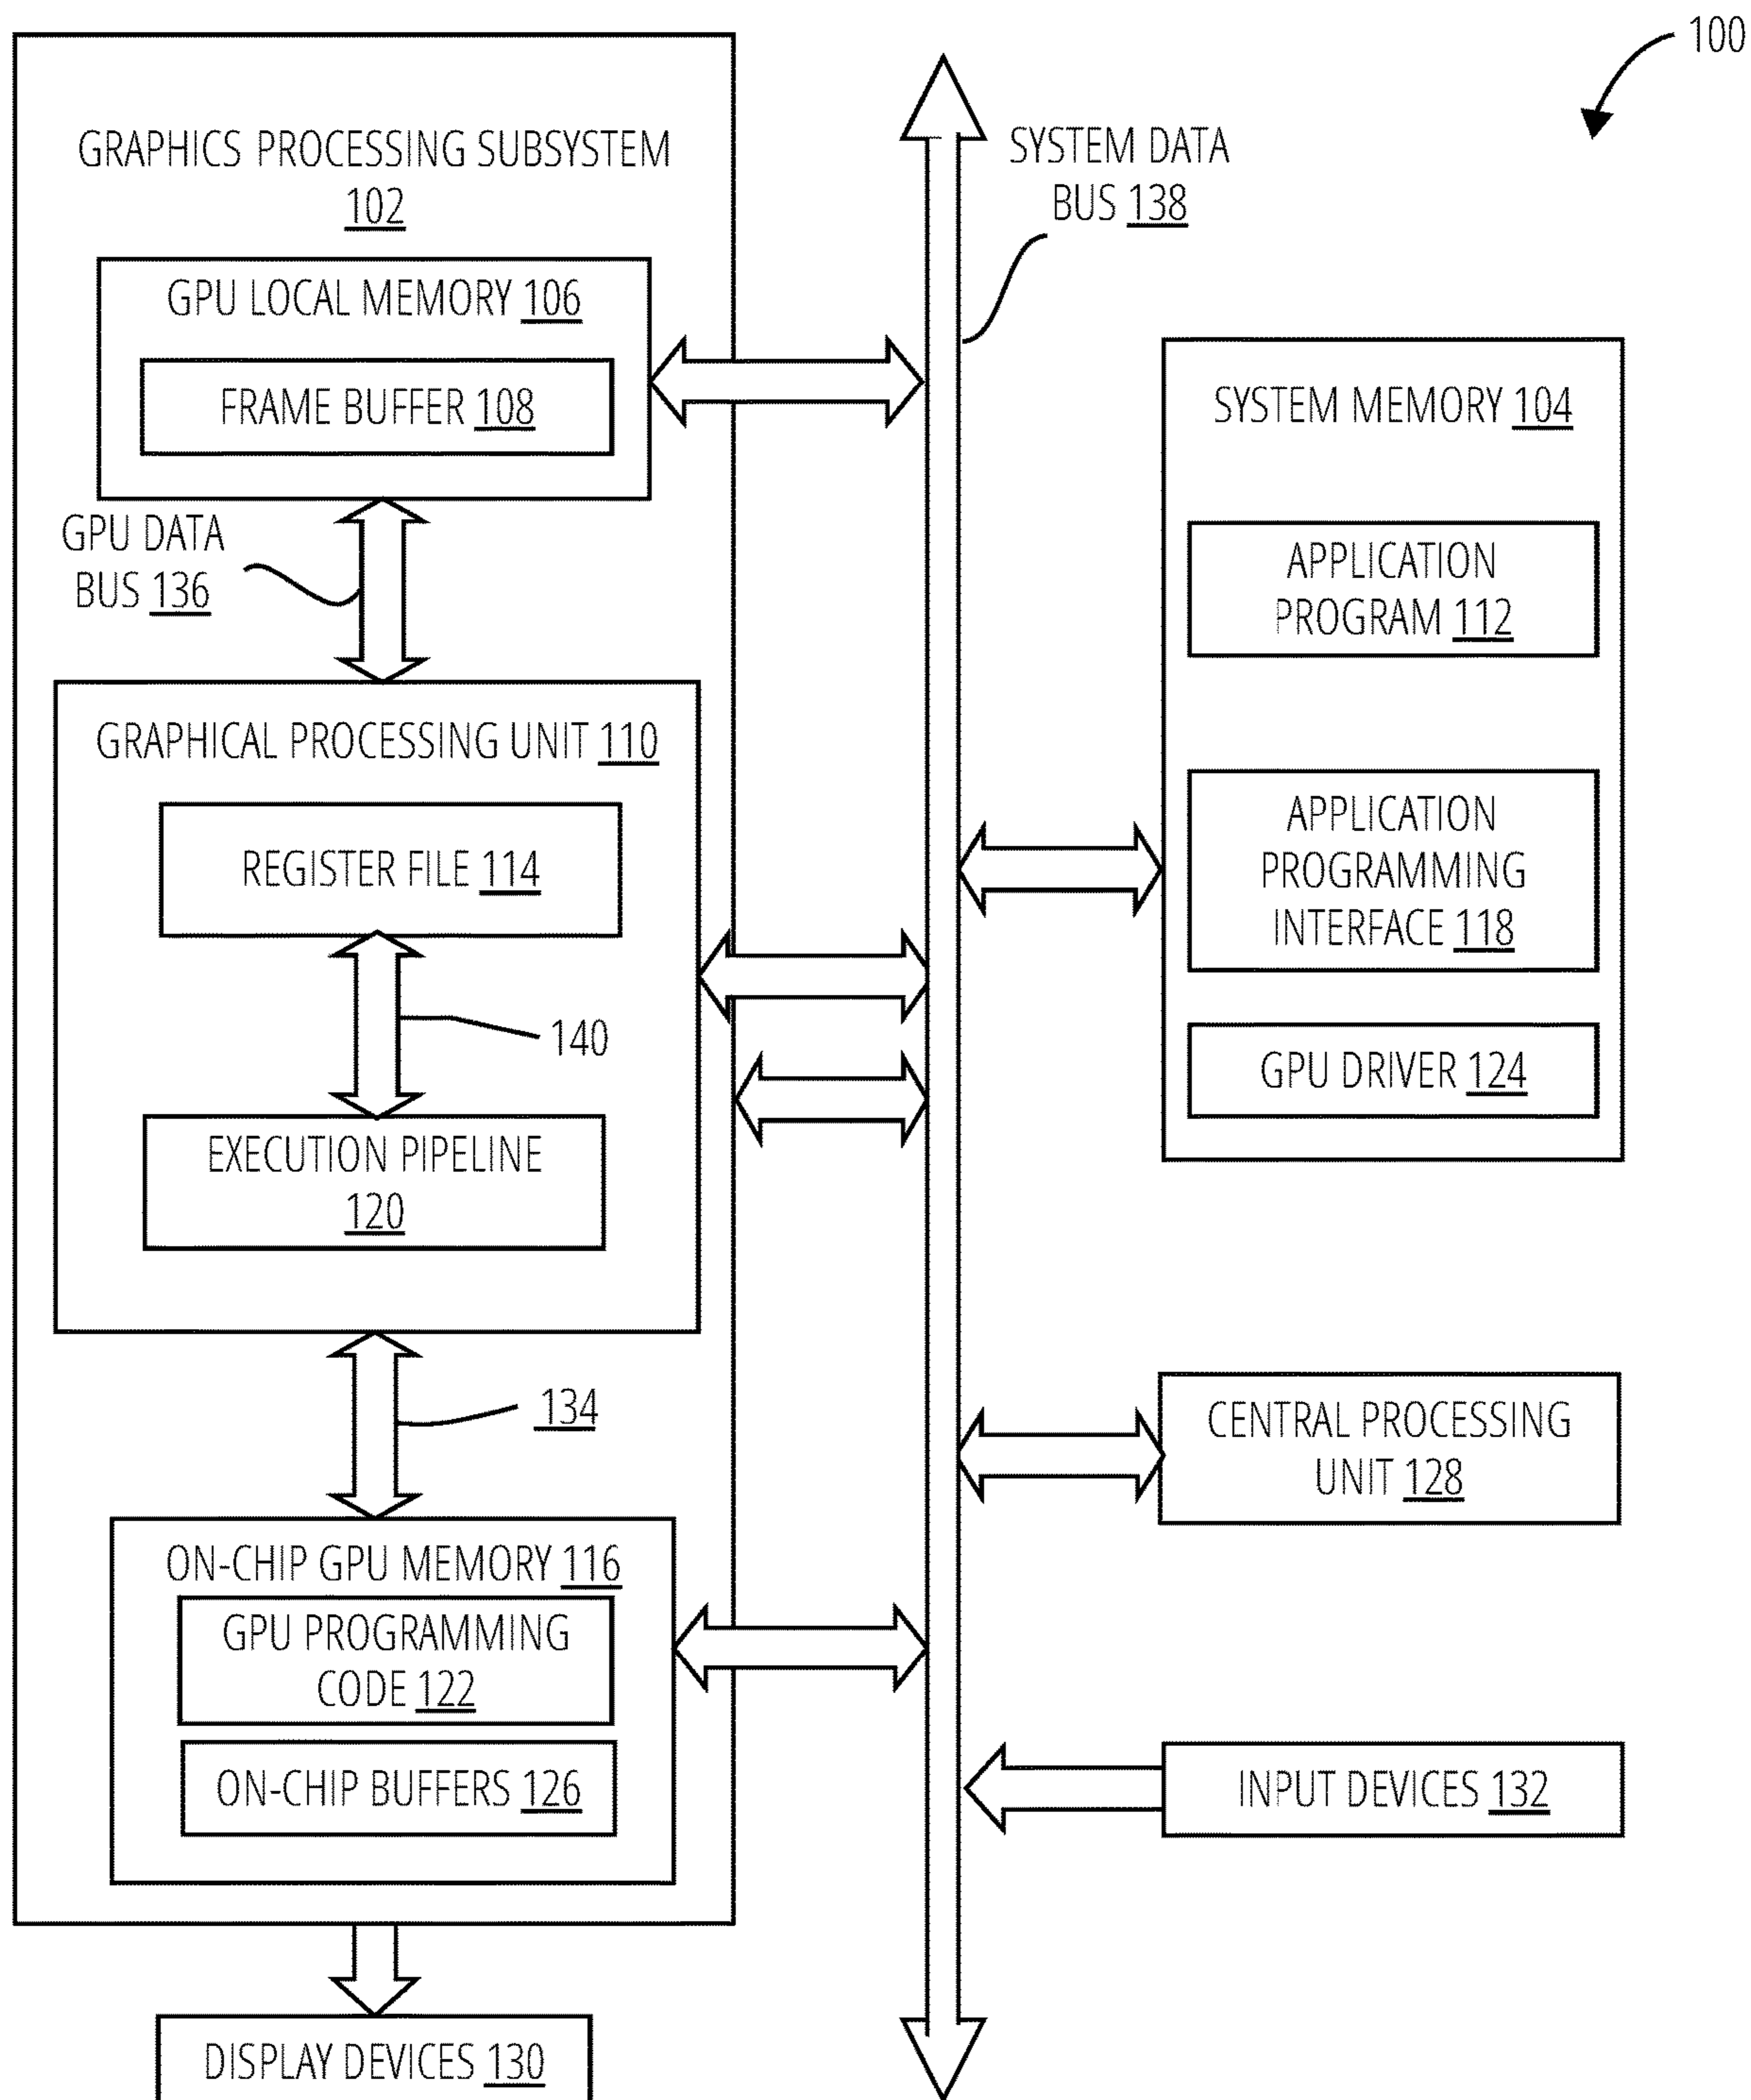 100
GRAPHICS PROCESSING SUBSYSTEM
102
GPU LOCAL MEMORY 106
FRAME BUFFER 108
GPU DATA
BUS 136
GRAPHICAL PROCESSING UNIT 110
REGISTER FILE 114
140
EXECUTION PIPELINE
120
134
ON-CHIP GPU MEMORY 116
GPU PROGRAMMING
CODE 122
ON-CHIP BUFFERS 126
DISPLAY DEVICES 130
SYSTEM DATA
BUS 138
SYSTEM MEMORY 104
APPLICATION
PROGRAM 112
APPLICATION
PROGRAMMING
INTERFACE 118
GPU DRIVER 124
CENTRAL PROCESSING
UNIT 128
INPUT DEVICES 132